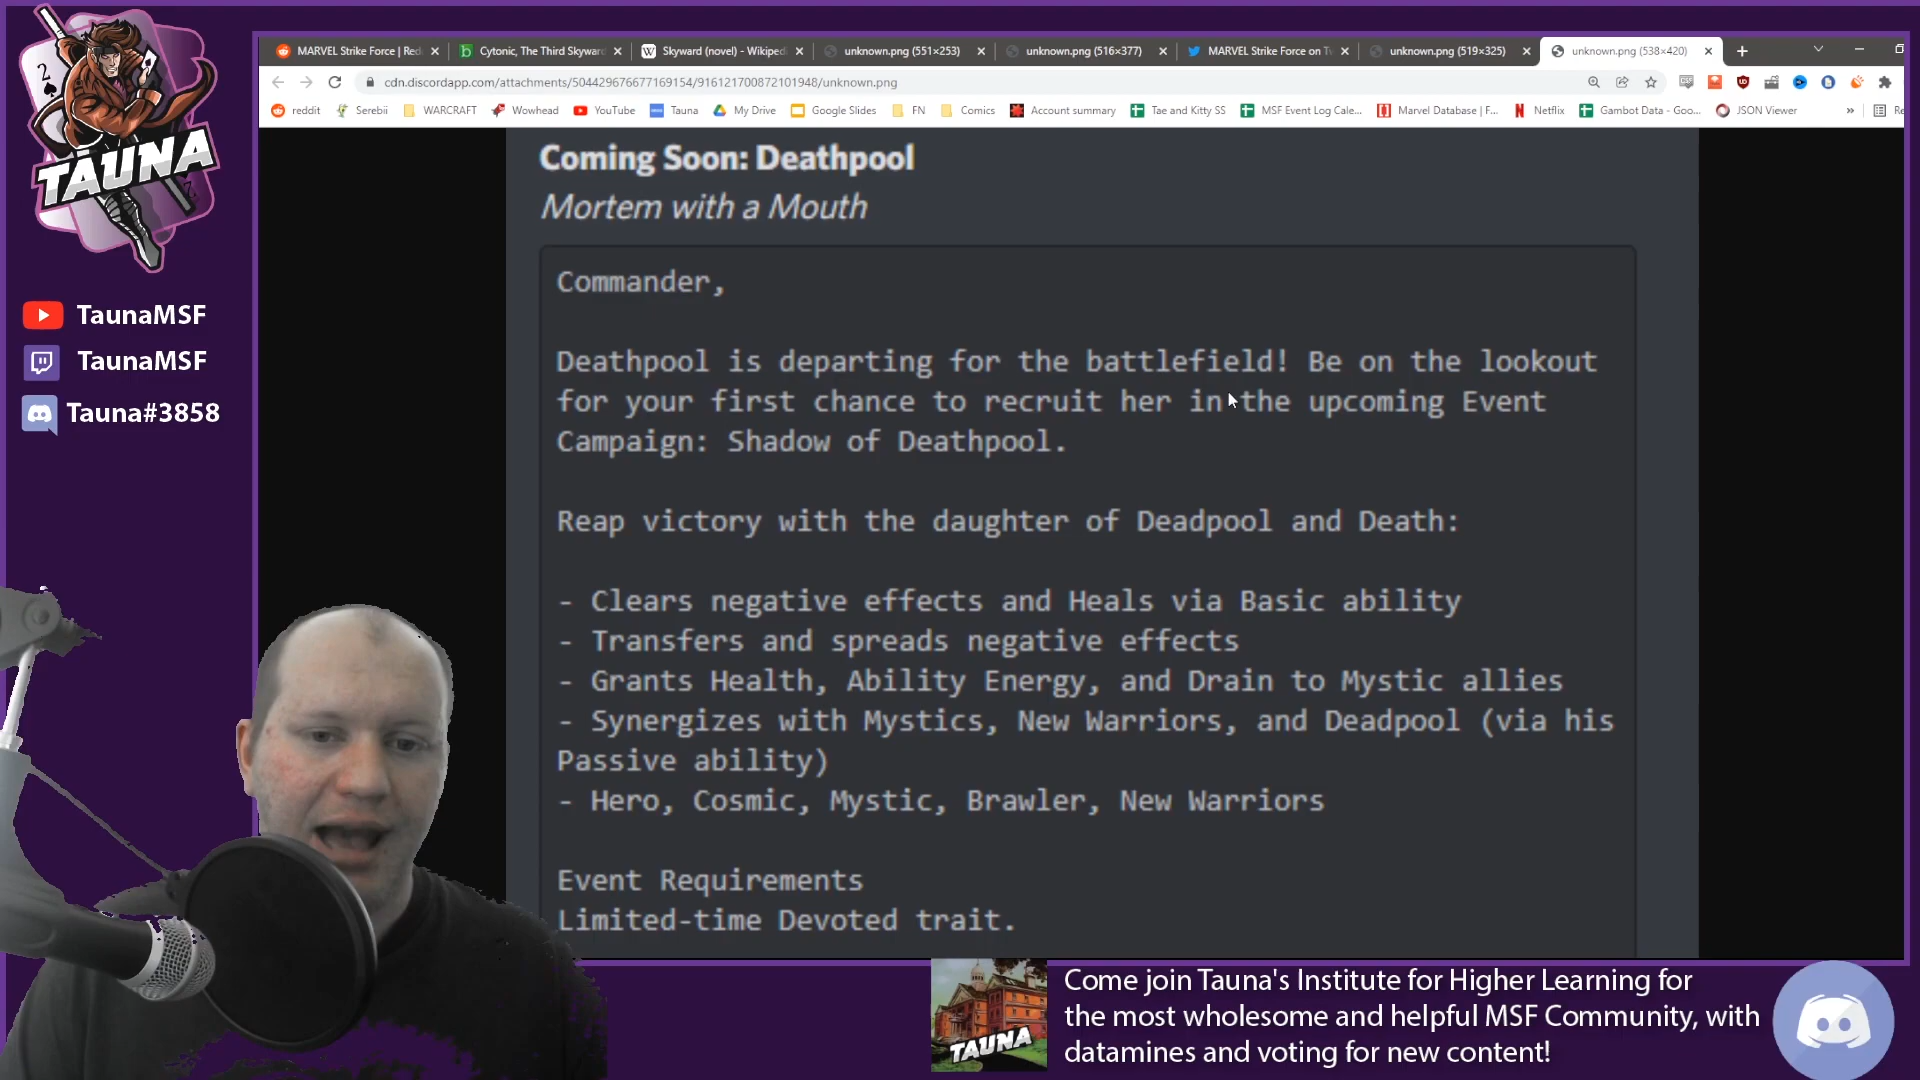 MARVEL Strike Force | Red
Cytonic, The Third Skyward
Skyward (novel) - Wikiped
unknown.png (551×253)
unknown.png (516×377)
MARVEL Strike Force on Tw
unknown.png (519×325)
unknown.png (538×420)
cdn.discordapp.com/attachments/504429676677169154/916121700872101948/unknown.png
reddit
Serebii
WARCRAFT
Wowhead
YouTube
Tauna
My Drive
Google Slides
FN
Comics
Account summary
Tae and Kitty SS
MSF Event Log Cale...
Marvel Database | F...
Netflix
Gambot Data - Goo...
JSON Viewer
» Re
2
TAUNA
TaunaMSF
TaunaMSF
Tauna#3858
Coming Soon: Deathpool
Mortem with a Mouth
Commander,
Deathpool is departing for the battlefield! Be on the lookout
for your first chance to recruit her in the upcoming Event
Campaign: Shadow of Deathpool.
Reap victory with the daughter of Deadpool and Death:
- Clears negative effects and Heals via Basic ability
- Transfers and spreads negative effects
- Grants Health, Ability Energy, and Drain to Mystic allies
- Synergizes with Mystics, New Warriors, and Deadpool (via his
Passive ability)
- Hero, Cosmic, Mystic, Brawler, New Warriors
Event Requirements
Limited-time Devoted trait.
TAUNA
Come join Tauna's Institute for Higher Learning for
the most wholesome and helpful MSF Community, with
datamines and voting for new content!